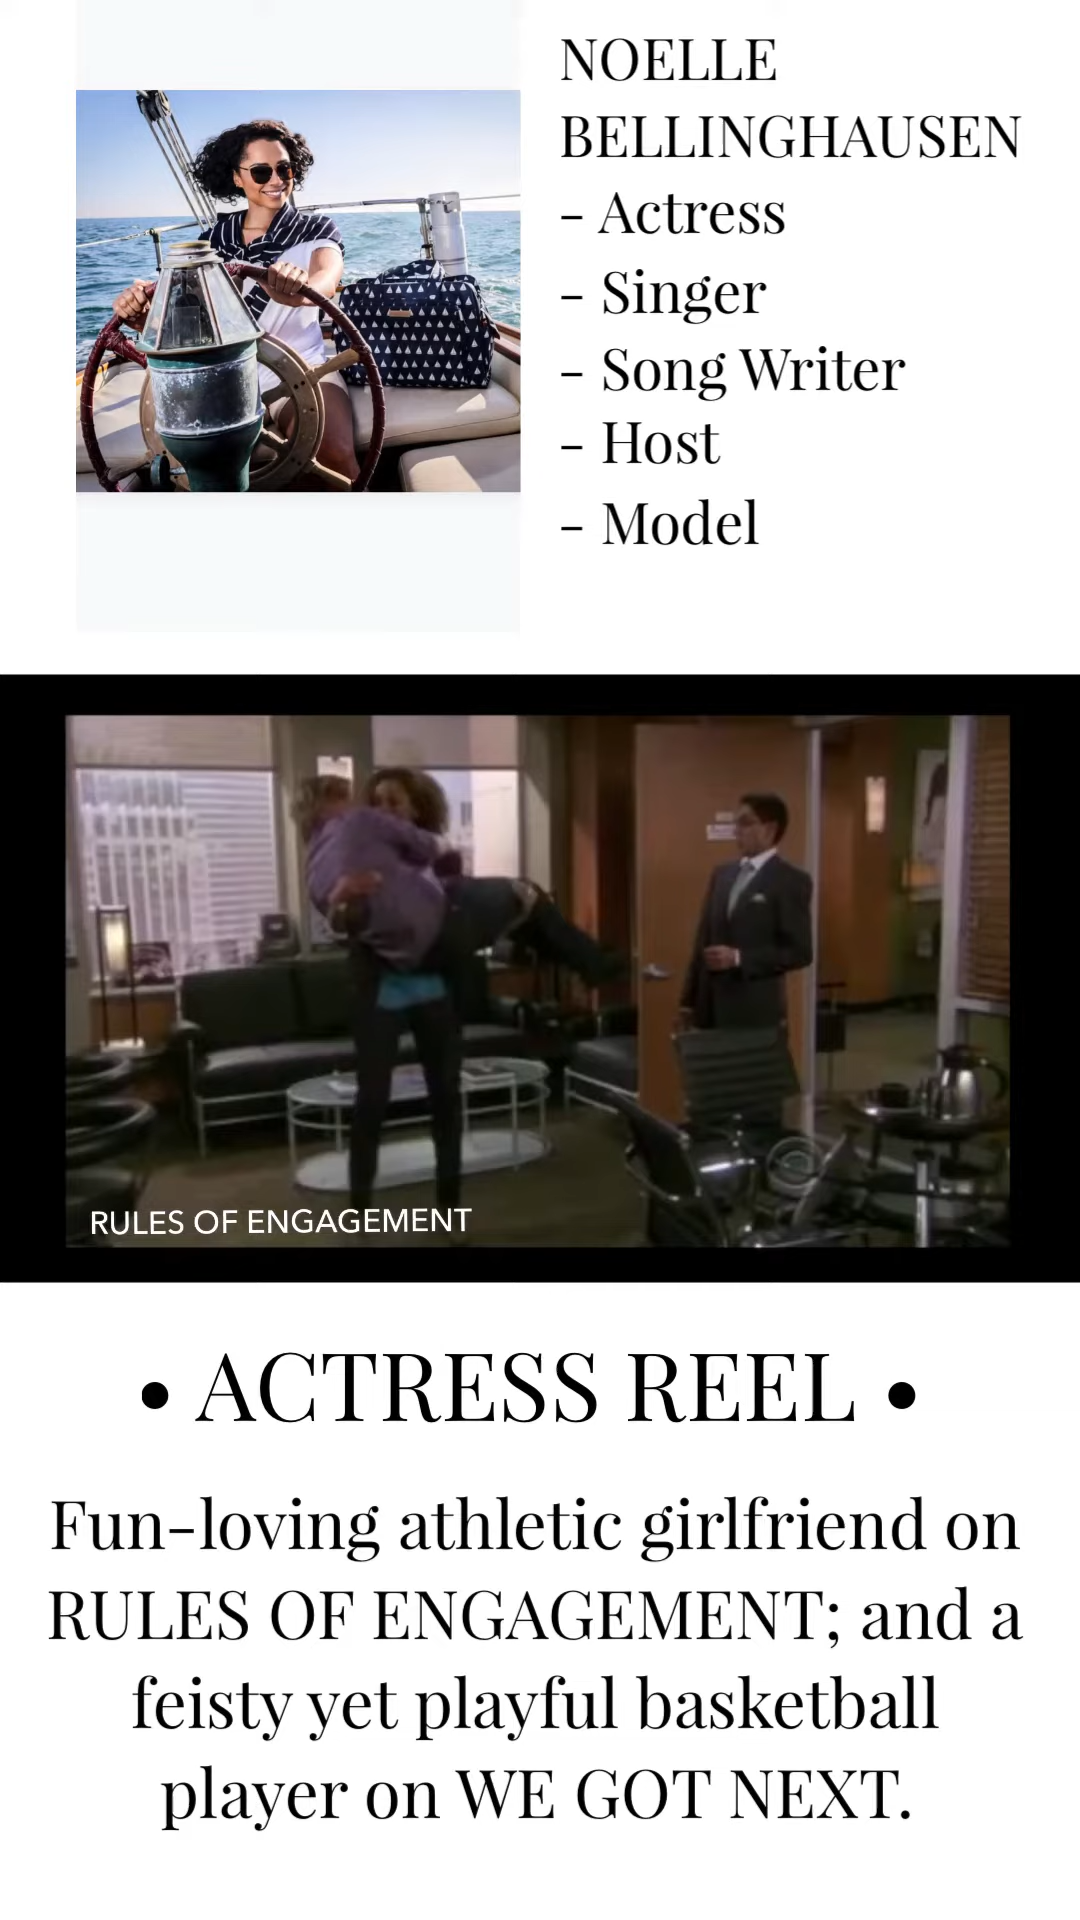 NOELLE
BELLINGHAUSEN
- Actress
- Singer
- Song Writer
- Host
- Model
RULES OF ENGAGEMENT
• ACTRESS REEL •
Fun-loving athletic girlfriend on
RULES OF ENGAGEMENT; and a
feisty yet playful basketball
player on WE GOT NEXT.